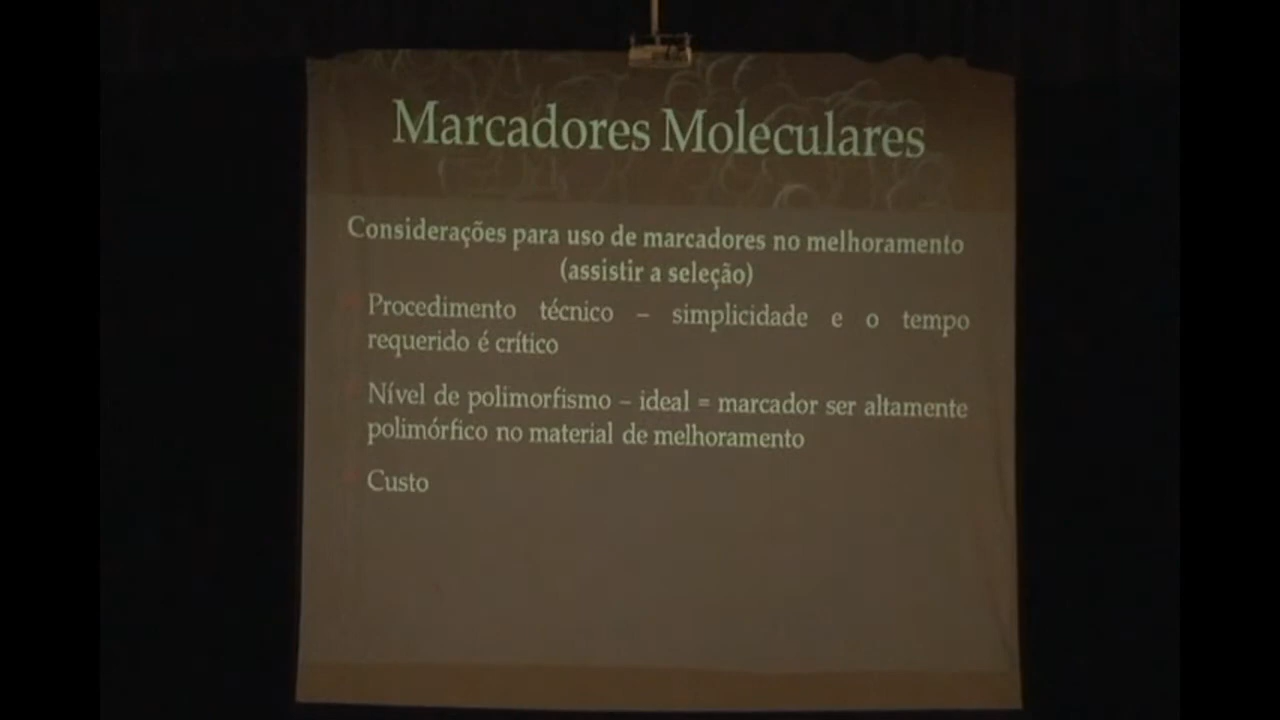 Marcadores Moleculares
Considerações para uso de marcadores no melhoramento
(assistir a seleção)
Procedimento técnico – simplicidade e o tempo
requerido é crítico
Nível de polimorfismo – ideal = marcador ser altamente
polimórfico no material de melhoramento
Custo